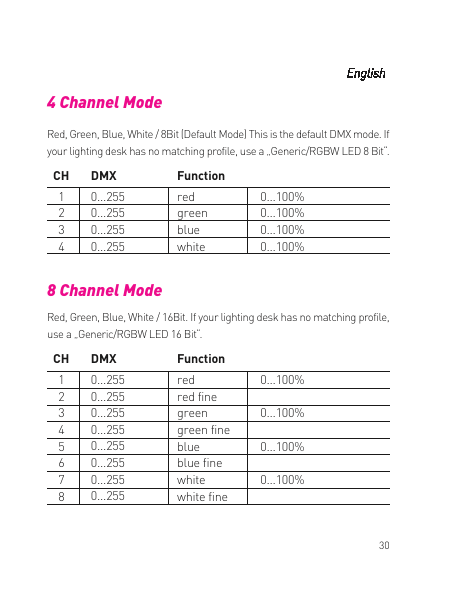 English
4 Channel Mode
Red, Green, Blue, White / 8Bit (Default Mode) This is the default DMX mode. If
your lighting desk has no matching profile, use a „Generic/RGBW LED 8 Bit“.
CH DMX Function
1 0...255 red 0...100%
2 0...255 green 0...100%
3 0...255 blue 0...100%
4 0...255 white 0...100%
8 Channel Mode
Red, Green, Blue, White / 16Bit. If your lighting desk has no matching profile,
use a „Generic/RGBW LED 16 Bit“.
CH DMX Function
1 0...255 red 0...100%
2 0...255 red fine
3 0...255 green 0...100%
4 0...255 green fine
5 0...255 blue 0...100%
6 0...255 blue fine
7 0...255 white 0...100%
8 0...255 white fine
30